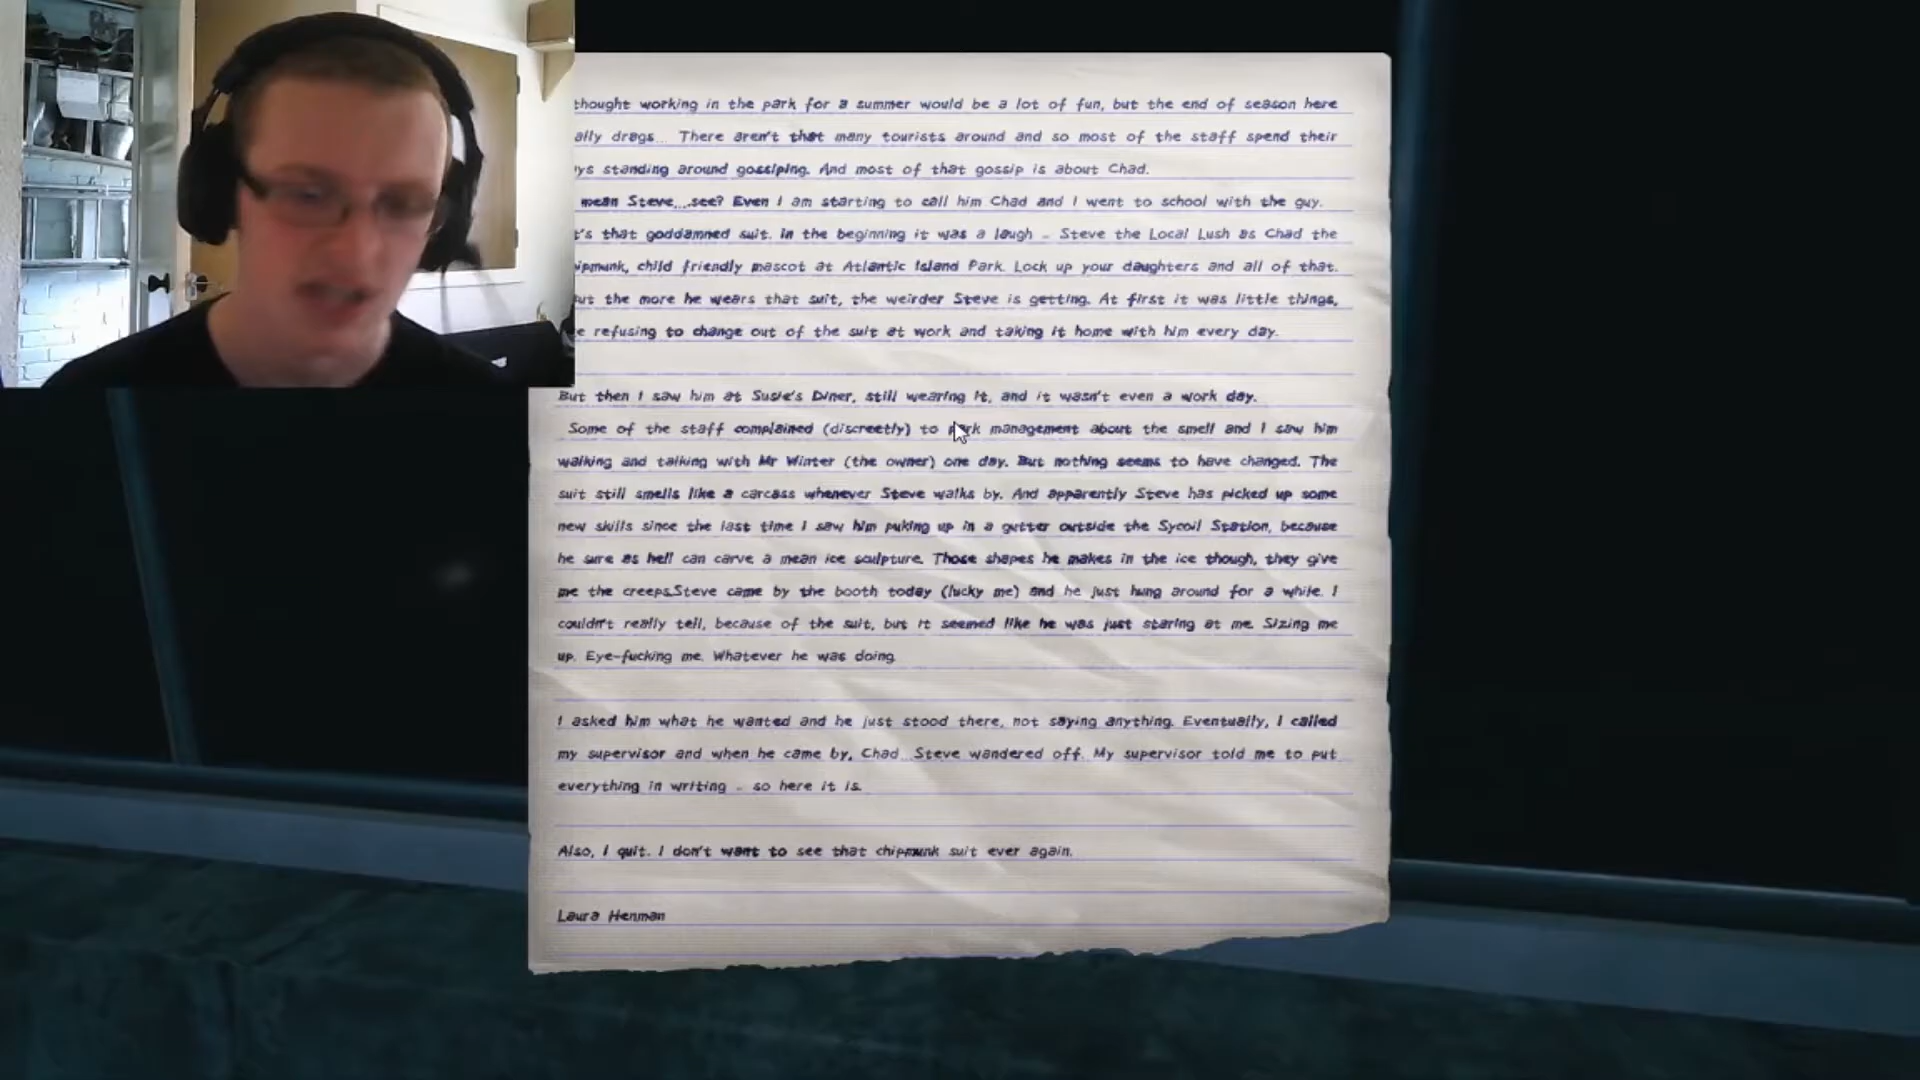 thought working in the park for a summer would be a lot of fun, but the end of season here
ally drags... There aren't that many tourists around and so most of the staff spend their
ys standing around gossiping. And most of that gossip is about Chad.
mean Steve,...see? Even I am starting to call him Chad and I went to school with the guy.
t's that goddamned suit. In the beginning it was a laugh - Steve the Local Lush as Chad the
ipmunk, child friendly mascot at Atlantic Island Park. Lock up your daughters and all of that.
ut the more he wears that suit, the weirder Steve is getting. At first it was little things,
e refusing to change out of the suit at work and taking it home with him every day.
But then I saw him at Susie's Diner, still wearing it, and it wasn't even a work day.
Some of the staff complained (discreetly) to park management about the smell and I saw him
walking and talking with Mr Winter (the owner) one day. But nothing seems to have changed. The
suit still smells like a carcass whenever Steve walks by. And apparently Steve has picked up some
new skills since the last time I saw him puking up in a gutter outside the Sycoil Station, because
he sure as hell can carve a mean ice sculpture. Those shapes he makes in the ice though, they give
me the creeps.Steve came by the booth today (lucky me) and he just hung around for a while. I
couldn't really tell, because of the suit, but it seemed like he was just staring at me. Sizing me
up. Eye-fucking me. Whatever he was doing.
I asked him what he wanted and he just stood there, not saying anything. Eventually, I called
my supervisor and when he came by, Chad...Steve wandered off. My supervisor told me to put
everything in writing - so here it is.
Also, I quit. I don't want to see that chipmunk suit ever again.
Laura Henman